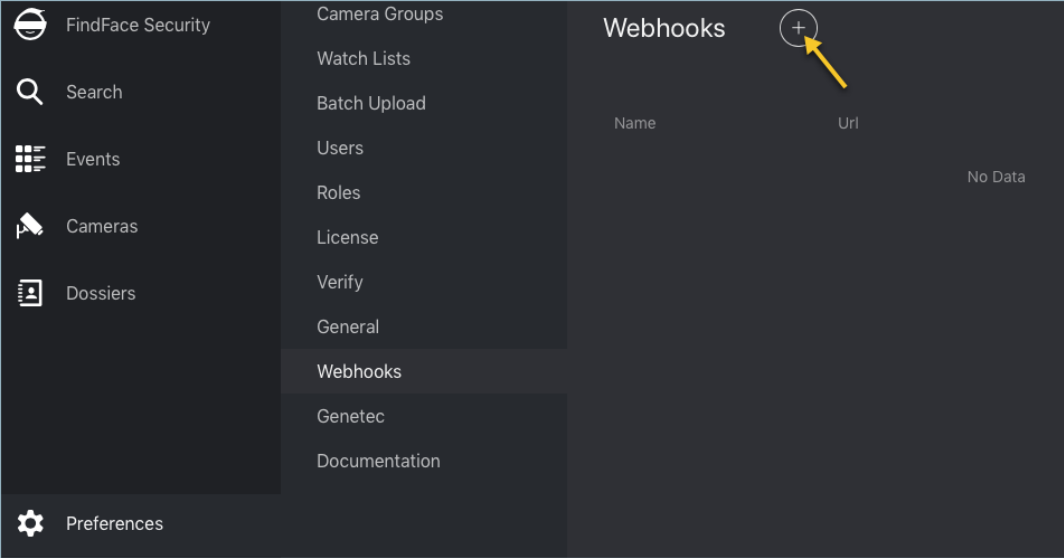 FindFace Security
Search
Events
Cameras
Dossiers
Preferences
Camera Groups
Watch Lists
Batch Upload
Users
Roles
License
Verify
General
Webhooks
Genetec
Documentation
Webhooks
Name Url
No Data